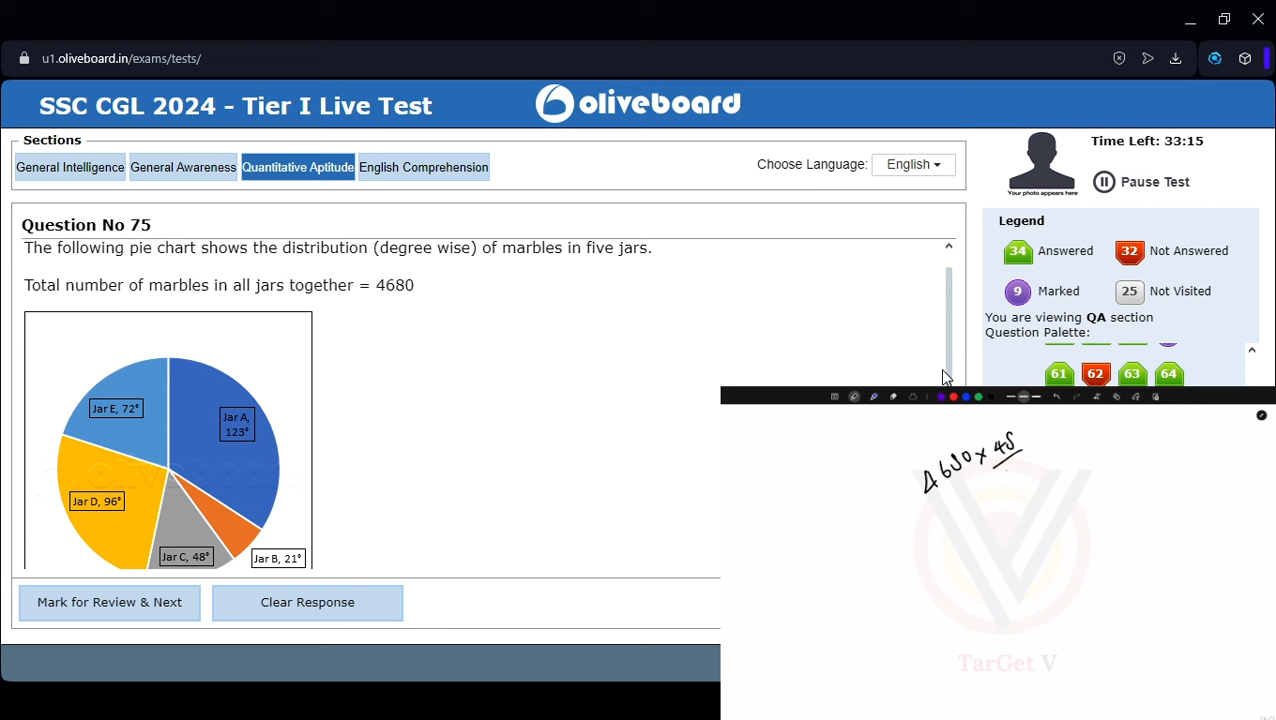 u1.oliveboard.in/exams/tests/
SSC CGL 2024 - Tier I Live Test
oliveboard
Sections
General Intelligence
General Awareness
Quantitative Aptitude
English Comprehension
Choose Language:
English
Your photo appears here
Time Left: 33:15
Pause Test
Question No 75
The following pie chart shows the distribution (degree wise) of marbles in five jars.
Total number of marbles in all jars together = 4680
Jar E, 72°
Jar A,
123°
Jar D, 96°
Jar C, 48°
Jar B, 21°
Legend
34 Answered
32 Not Answered
9 Marked
25 Not Visited
You are viewing QA section
Question Palette:
61 62 63 64
4680 x 48
TarGet V
Mark for Review & Next
Clear Response